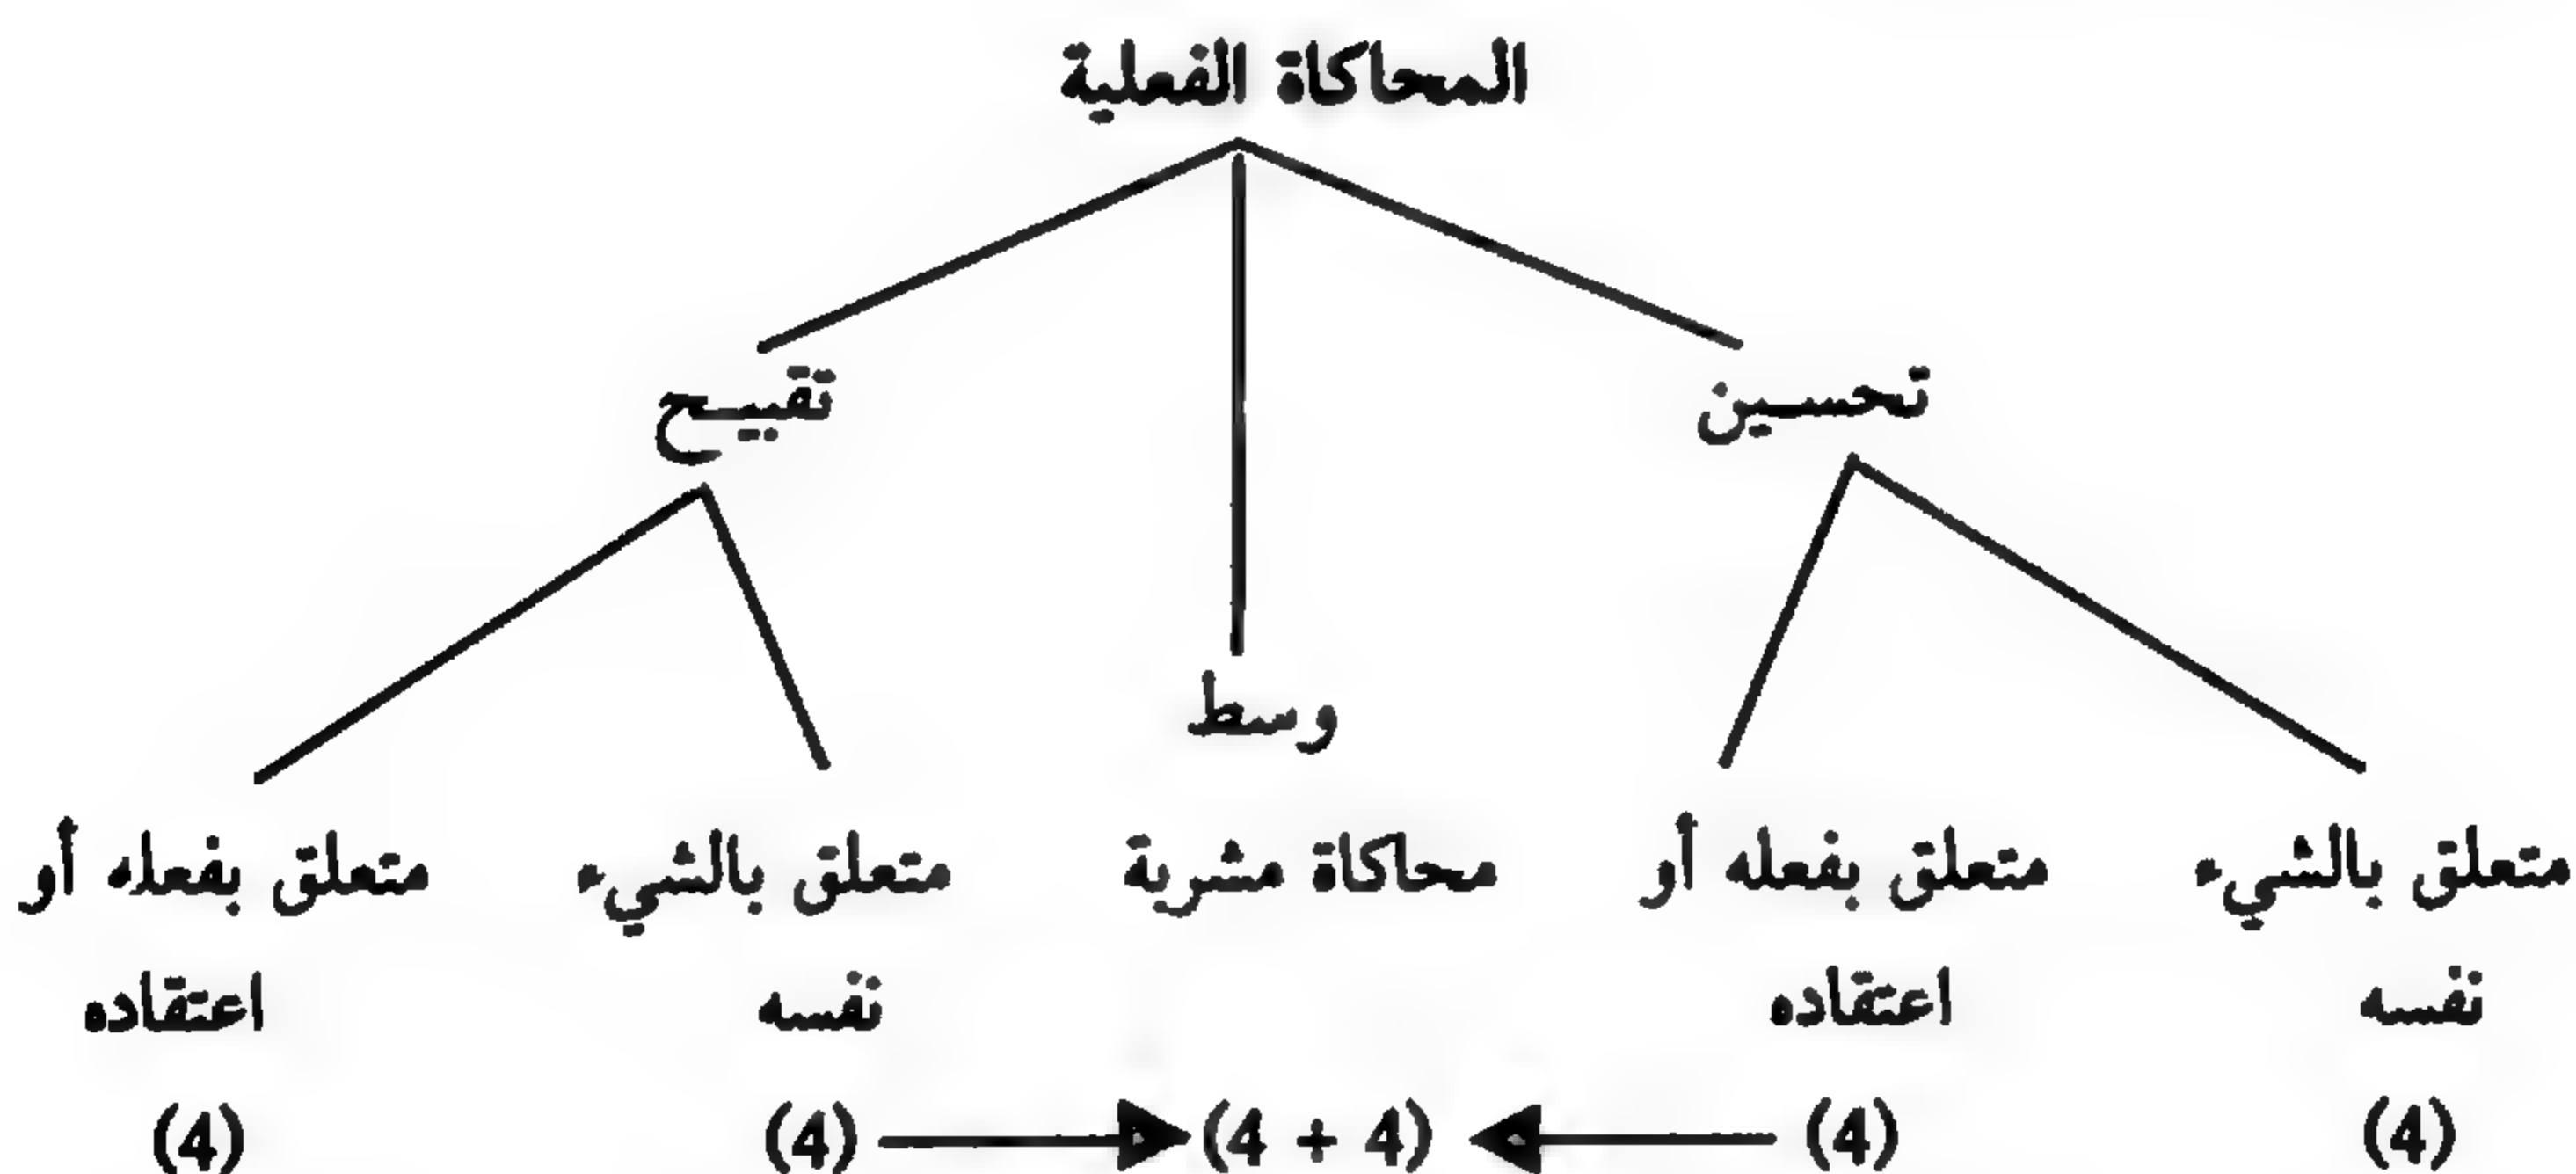 المحاكاة الفعلية
تحسين
تقبيح
وسط
متعلق بالشيء
متعلق بفعله أو
محاكاة مشربة
متعلق بالشيء
متعلق بفعله أو
نفسه
اعتقاده
نفسه
اعتقاده
(4)
(4)
(4 + 4)
(4)
(4)